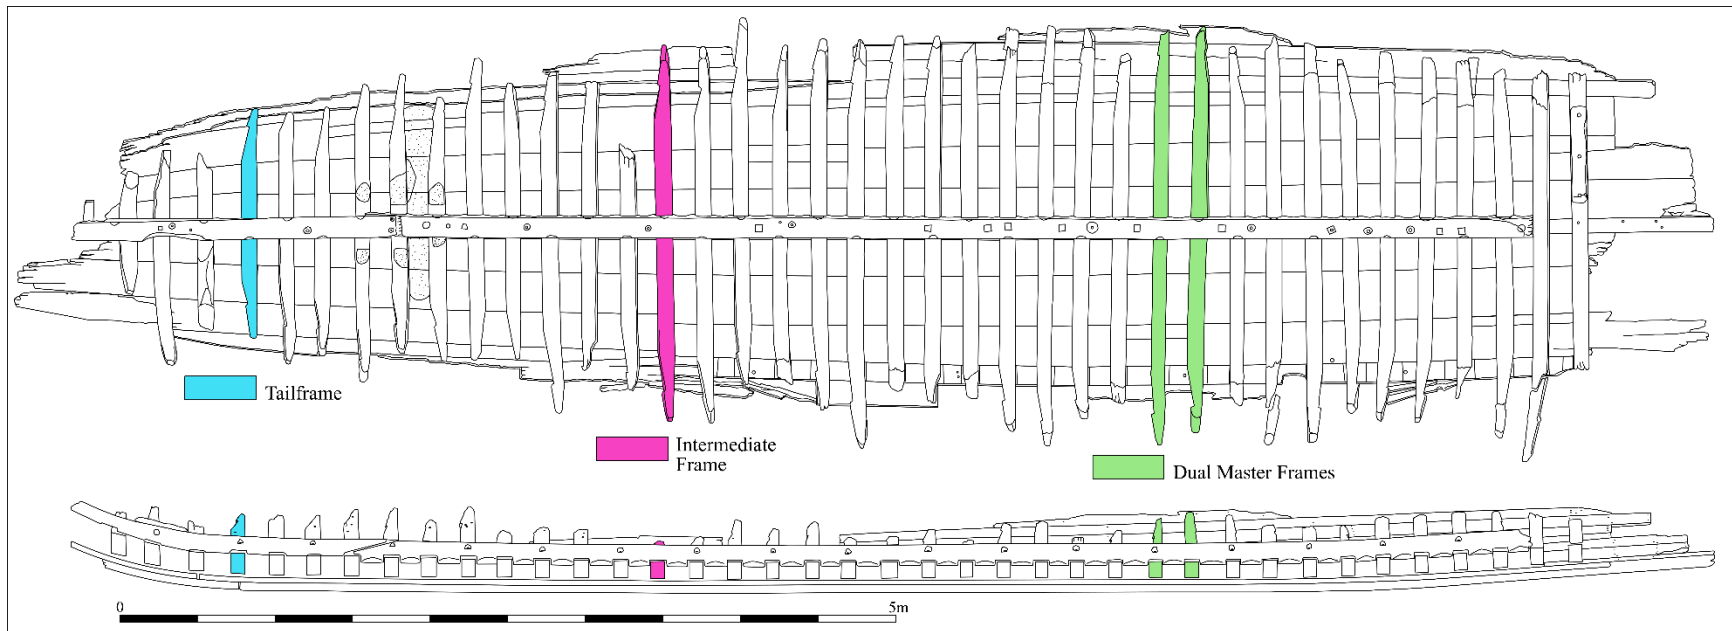 Tailframe
Intermediate
Frame
Dual Master Frames
0
5m